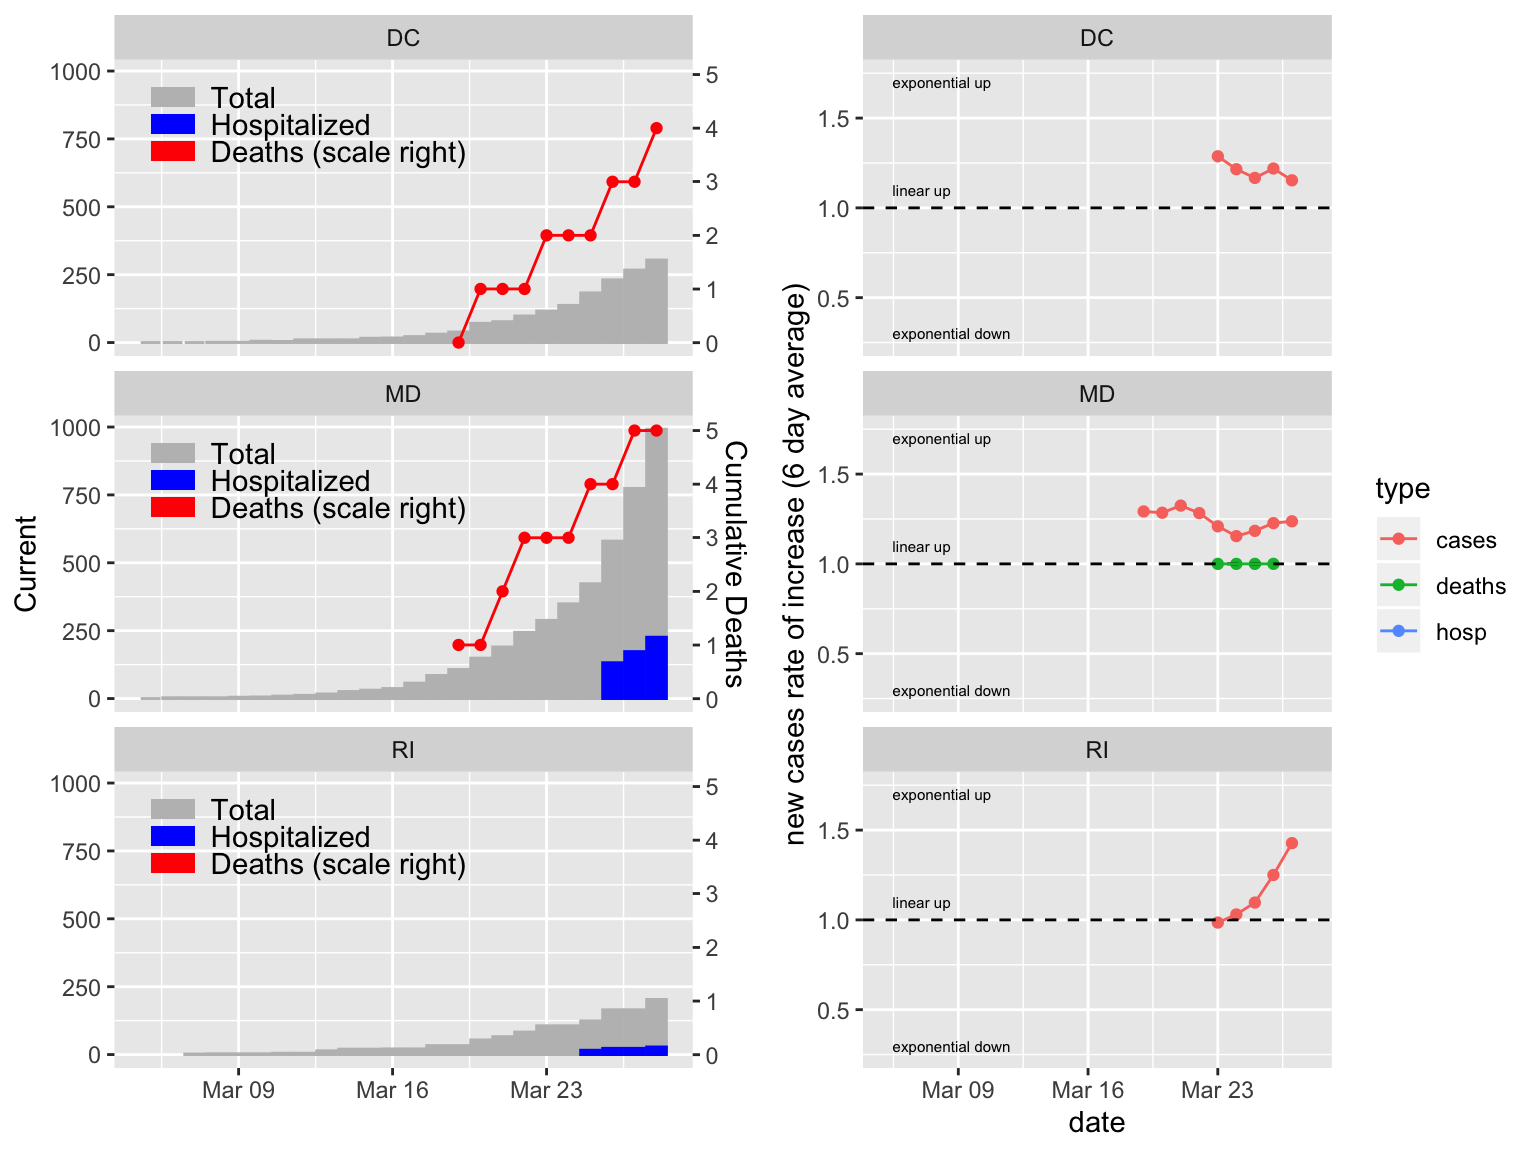 DC
1000
750
500
250
0
Total
Hospitalized
Deaths (scale right)
5
4
3
2
1
0
MD
1000
750
500
250
0
Total
Hospitalized
Deaths (scale right)
5
4
3
2
1
0
RI
1000
750
500
250
0
Total
Hospitalized
Deaths (scale right)
5
4
3
2
1
0
Mar 09
Mar 16
Mar 23
Current
Cumulative Deaths
DC
1.5
1.0
0.5
exponential up
linear up
exponential down
MD
1.5
1.0
0.5
exponential up
linear up
exponential down
RI
1.5
1.0
0.5
exponential up
linear up
exponential down
Mar 09
Mar 16
Mar 23
date
new cases rate of increase (6 day average)
type
cases
deaths
hosp